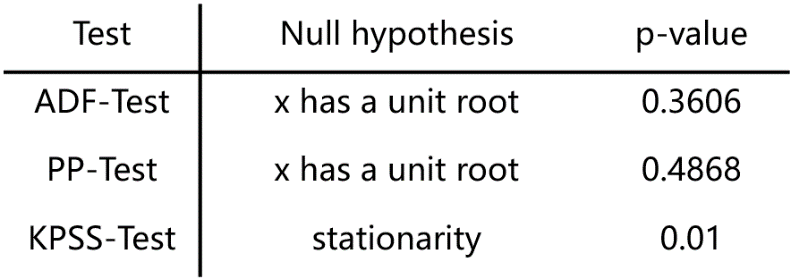 Test Null hypothesis p-value
ADF-Test x has a unit root 0.3606
PP-Test x has a unit root 0.4868
KPSS-Test stationarity 0.01